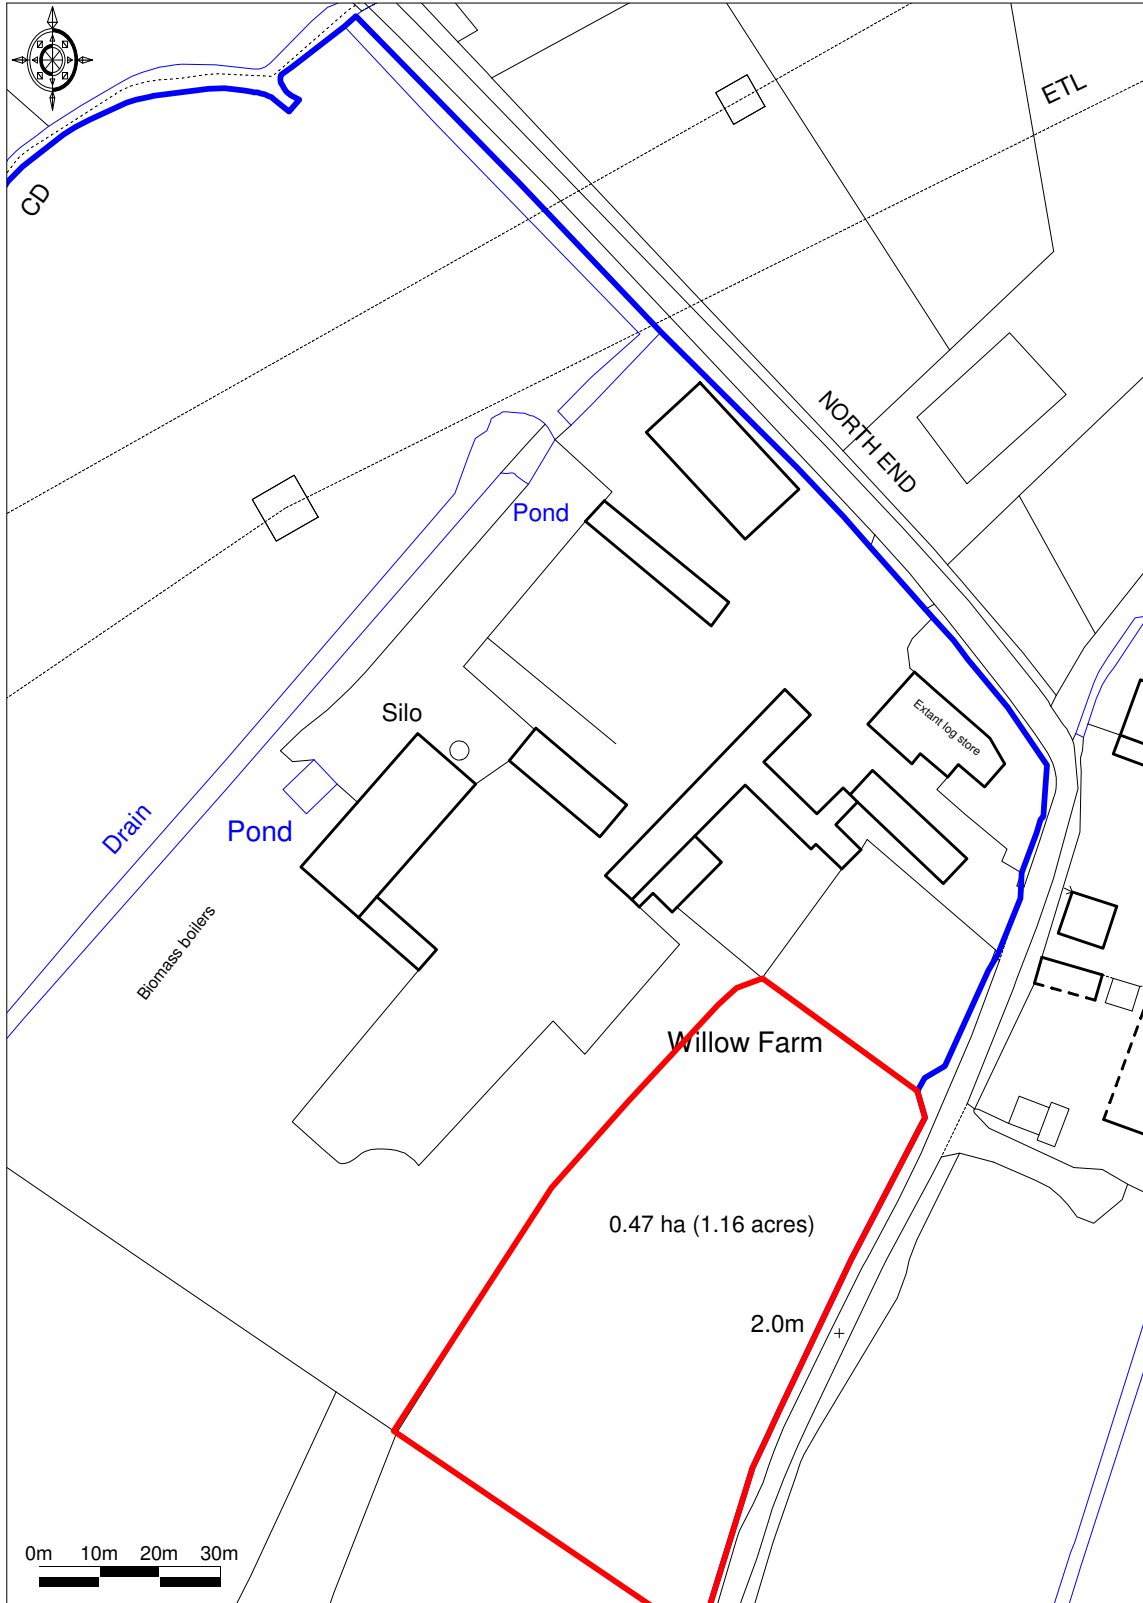 ETL
CD
NORTH END
Pond
Extant log store
Silo
Drain
Pond
Biomass boilers
Willow Farm
0.47 ha (1.16 acres)
2.0m
0m 10m 20m 30m